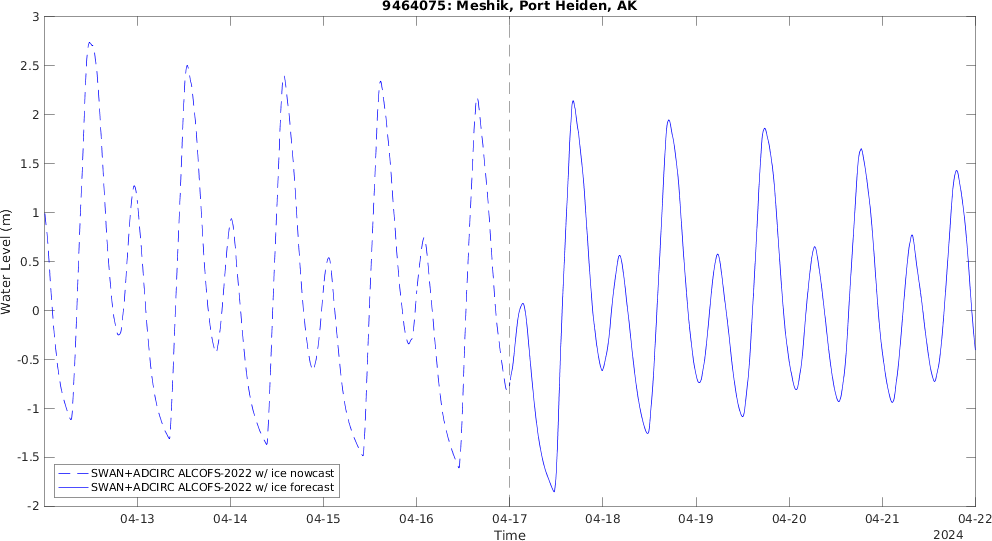 9464075: Meshik, Port Heiden, AK
3
2.5
2
1.5
1
0.5
0
-0.5
-1
-1.5
-2
Water Level (m)
SWAN+ADCIRC ALCOFS-2022 w/ ice nowcast
SWAN+ADCIRC ALCOFS-2022 w/ ice forecast
04-13 04-14 04-15 04-16 04-17 04-18 04-19 04-20 04-21 04-22
Time
2024